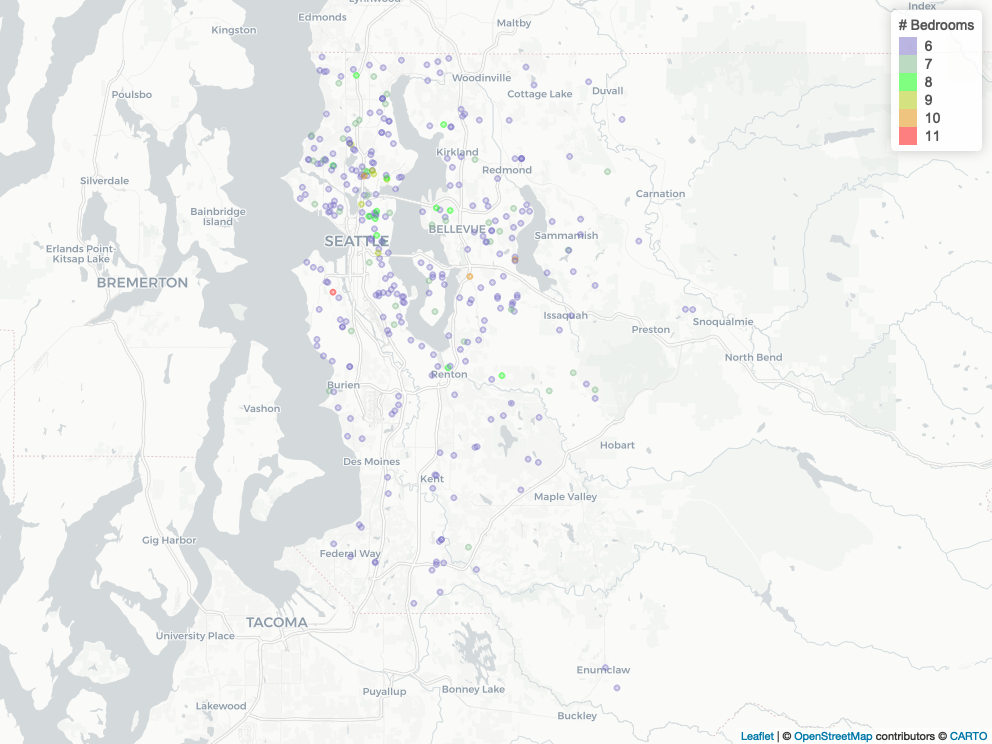 Lynnwood
Index
Edmonds
Maltby
Kingston
# Bedrooms
6
7
8
9
10
11
Woodinville
Poulsbo
Cottage Lake
Duvall
Kirkland
Redmond
Silverdale
Carnation
Bainbridge
Island
BELLEVUE
Sammamish
SEATTLE
Erlands Point-
Kitsap Lake
BREMERTON
Issaquah
Snoqualmie
Preston
North Bend
Renton
Burien
Vashon
Hobart
Des Moines
Kent
Maple Valley
Gig Harbor
Federal Way
TACOMA
University Place
Enumclaw
Puyallup
Bonney Lake
Lakewood
Buckley
Leaflet | © OpenStreetMap contributors © CARTO